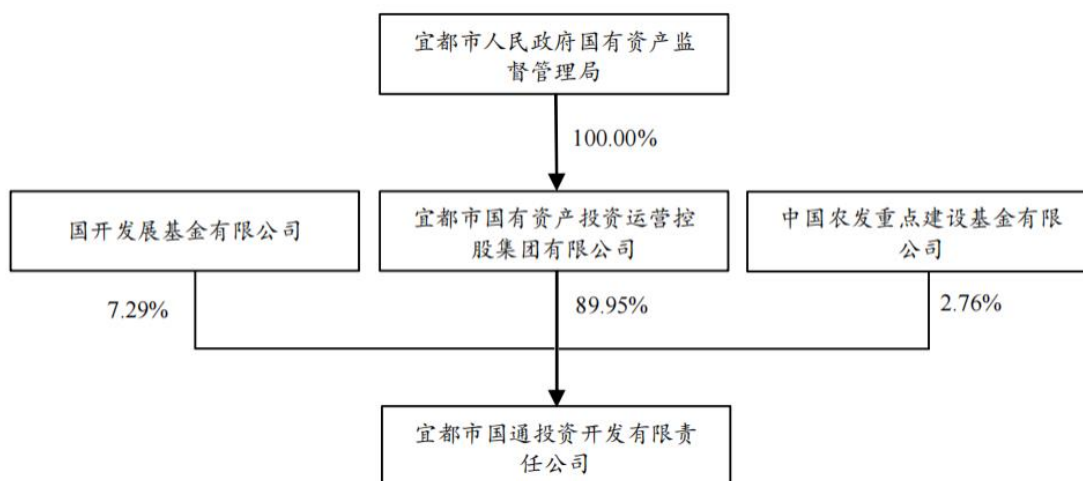 宜都市人民政府国有资产监
督管理局
100.00%
国开发展基金有限公司
宜都市国有资产投资运营控
股集团有限公司
中国农发重点建设基金有限
公司
7.29%
89.95%
2.76%
宜都市国通投资开发有限责
任公司